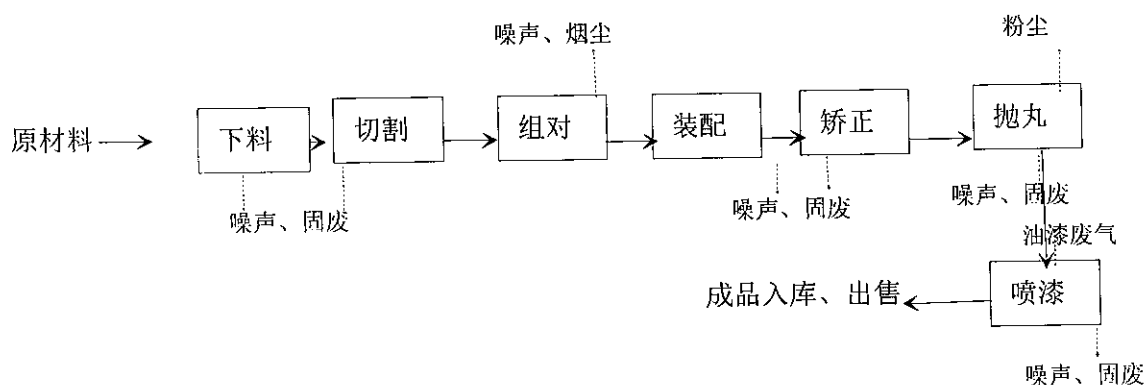 噪声、烟尘
粉尘
原材料
下料
切割
组对
装配
矫正
抛丸
噪声、固废
噪声、固废
噪声、固废
油漆废气
成品入库、出售
喷漆
噪声、固废